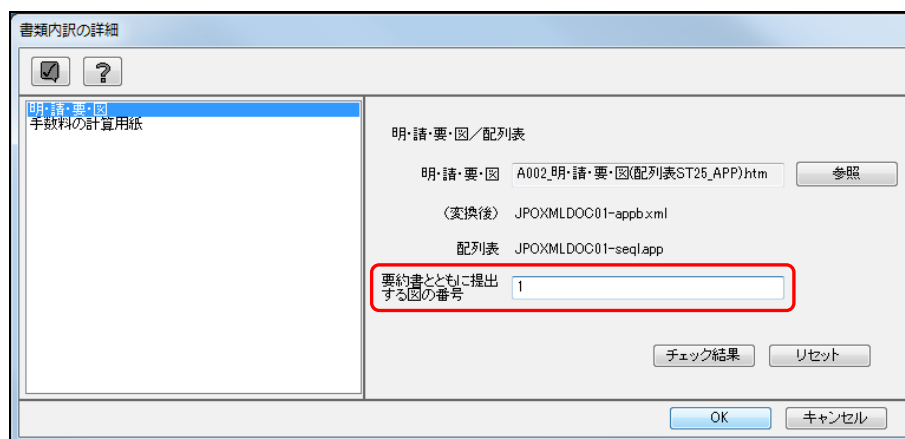 書類内訳の詳細
?
明・請・要・図
手数料の計算用紙
明・請・要・図／配列表
明・請・要・図 A002_明・請・要・図(配列表ST25_APP).htm 参照
(変換後) JPOXMLDOC01-appb.xml
配列表 JPOXMLDOC01-seql.app
要約書とともに提出
する図の番号
1
チェック結果 リセット
OK キャンセル